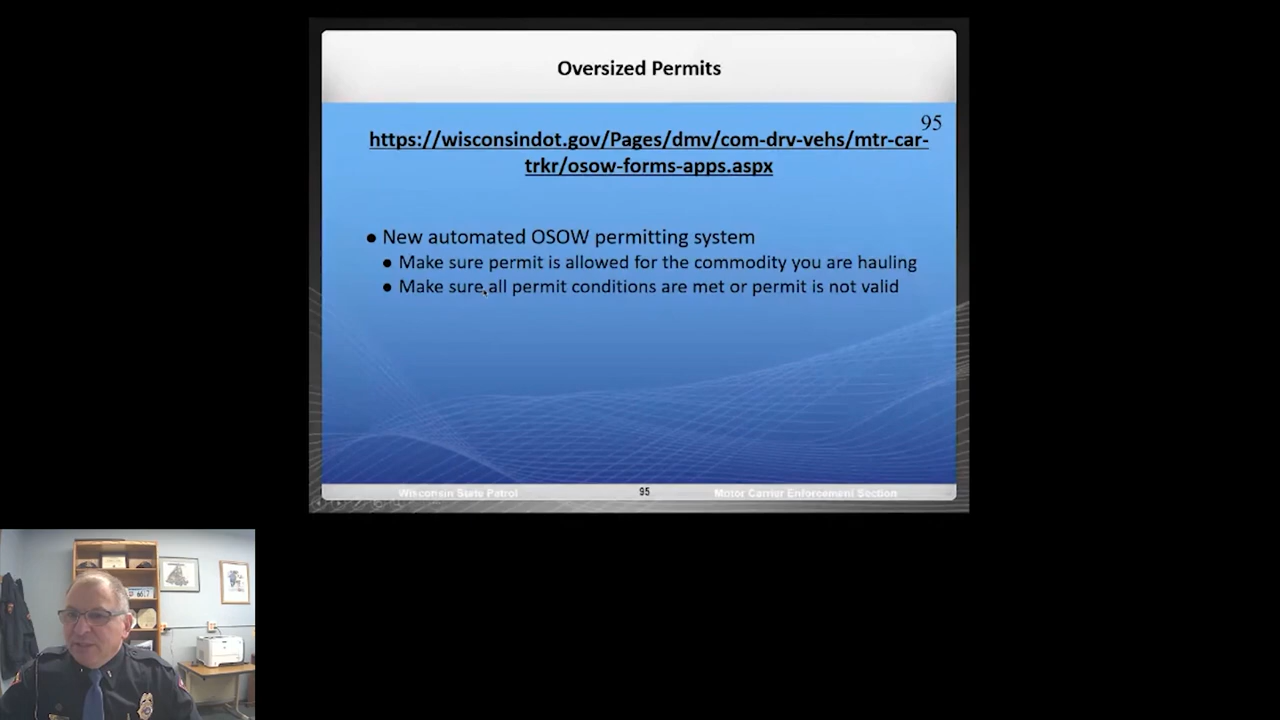 Oversized Permits
95
https://wisconsindot.gov/Pages/dmv/com-drv-vehs/mtr-car-
trkr/osow-forms-apps.aspx
● New automated OSOW permitting system
● Make sure permit is allowed for the commodity you are hauling
● Make sure all permit conditions are met or permit is not valid
Wisconsin State Patrol
95
Motor Carrier Enforcement Section